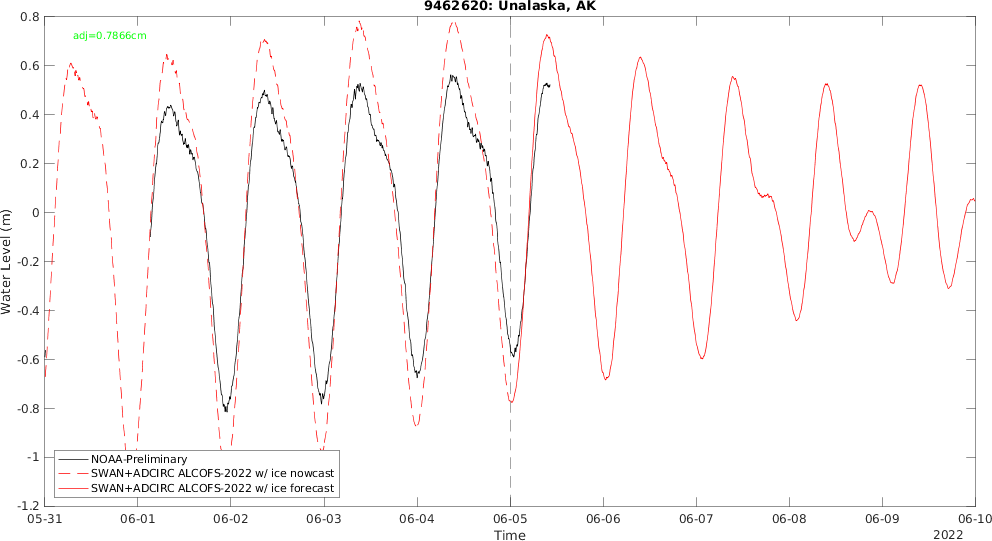 9462620: Unalaska, AK
adj=0.7866cm
0.8
0.6
0.4
0.2
0
-0.2
-0.4
-0.6
-0.8
-1
-1.2
Water Level (m)
NOAA-Preliminary
SWAN+ADCIRC ALCOFS-2022 w/ ice nowcast
SWAN+ADCIRC ALCOFS-2022 w/ ice forecast
05-31 06-01 06-02 06-03 06-04 06-05 06-06 06-07 06-08 06-09 06-10
Time
2022